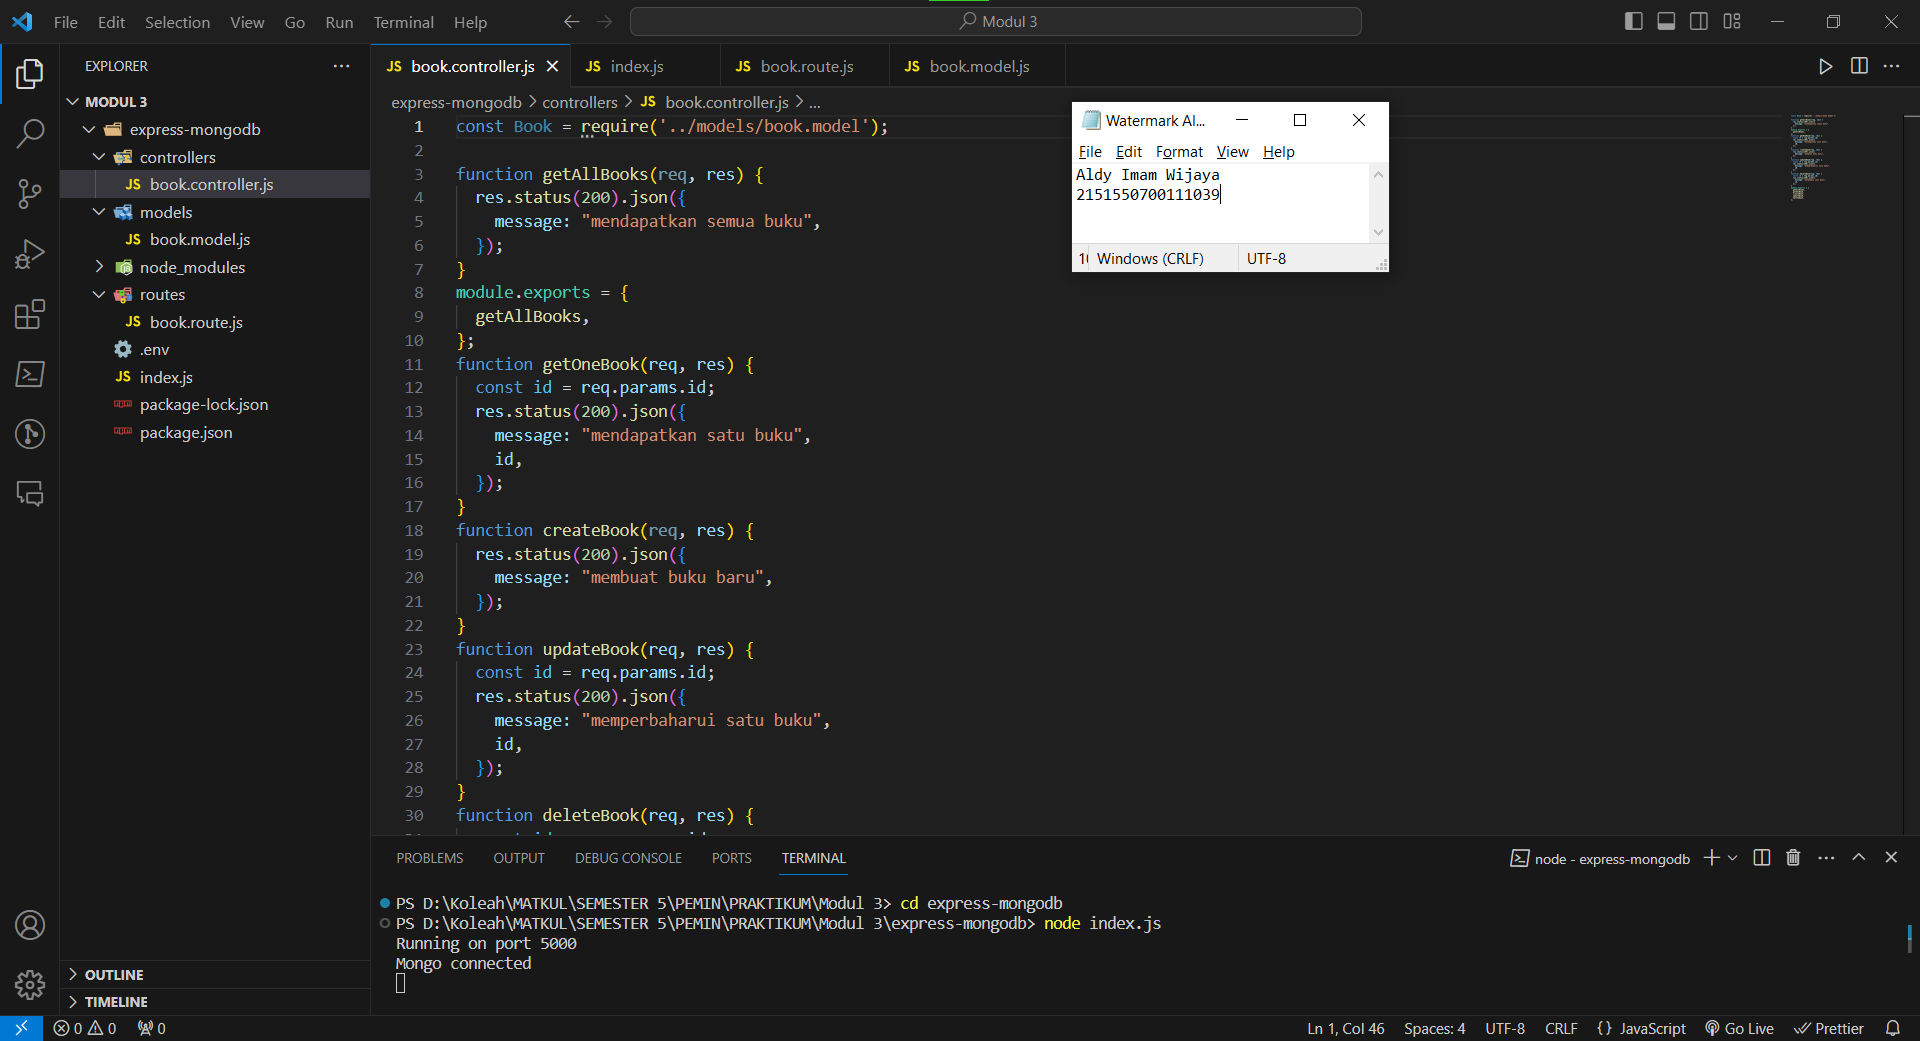 File Edit Selection View Go Run Terminal Help
Modul 3
EXPLORER
MODUL 3
express-mongodb
controllers
JS book.controller.js
models
JS book.model.js
node_modules
routes
JS book.route.js
.env
JS index.js
package-lock.json
package.json
OUTLINE
TIMELINE
JS book.controller.js
JS index.js
JS book.route.js
JS book.model.js
express-mongodb > controllers > JS book.controller.js > ...
1 const Book = require('../models/book.model');
2
3 function getAllBooks(req, res) {
4 res.status(200).json({
5 message: "mendapatkan semua buku",
6 });
7 }
8 module.exports = {
9 getAllBooks,
10 };
11 function getOneBook(req, res) {
12 const id = req.params.id;
13 res.status(200).json({
14 message: "mendapatkan satu buku",
15 id,
16 });
17 }
18 function createBook(req, res) {
19 res.status(200).json({
20 message: "membuat buku baru",
21 });
22 }
23 function updateBook(req, res) {
24 const id = req.params.id;
25 res.status(200).json({
26 message: "memperbaharui satu buku",
27 id,
28 });
29 }
30 function deleteBook(req, res) {
Watermark Al...
File Edit Format View Help
Aldy Imam Wijaya
2151550700111039
Windows (CRLF) UTF-8
PROBLEMS OUTPUT DEBUG CONSOLE PORTS TERMINAL
node - express-mongodb
PS D:\Koleah\MATKUL\SEMESTER 5\PEMIN\PRAKTIKUM\Modul 3> cd express-mongodb
PS D:\Koleah\MATKUL\SEMESTER 5\PEMIN\PRAKTIKUM\Modul 3\express-mongodb> node index.js
Running on port 5000
Mongo connected
0 0 0
Ln 1, Col 46 Spaces: 4 UTF-8 CRLF {} JavaScript Go Live Prettier